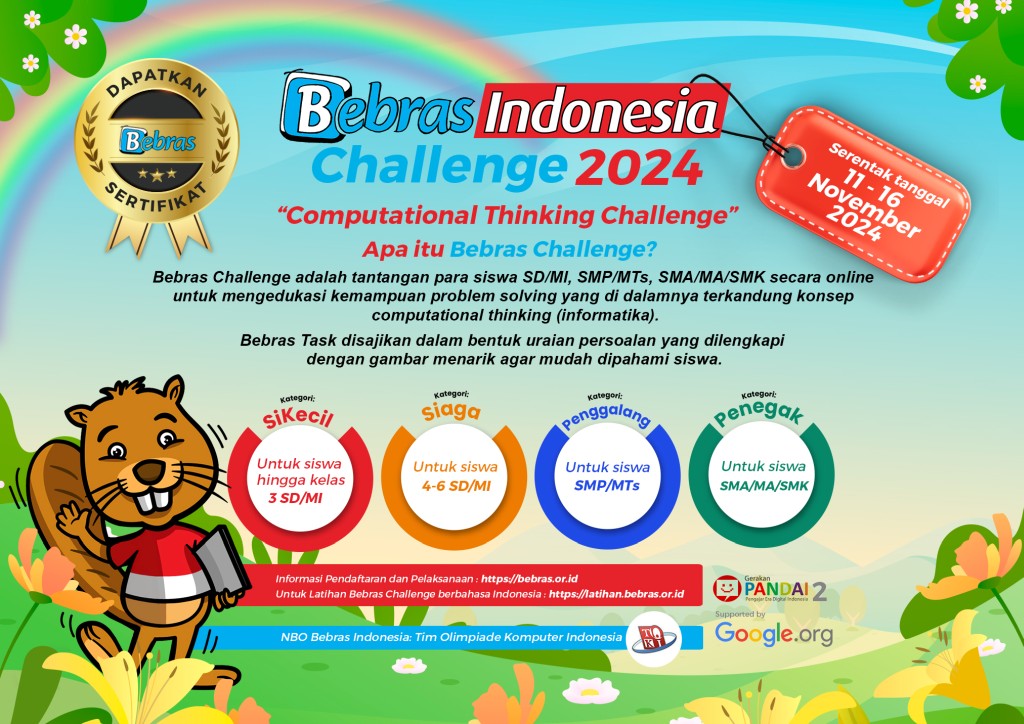 DAPATKAN
Bebras
SERTIFIKAT
Bebras Indonesia
Challenge 2024
Serentak tanggal
11 - 16
November
2024
"Computational Thinking Challenge"
Apa itu Bebras Challenge?
Bebras Challenge adalah tantangan para siswa SD/MI, SMP/MTs, SMA/MA/SMK secara online
untuk mengedukasi kemampuan problem solving yang di dalamnya terkandung konsep
computational thinking (informatika).
Bebras Task disajikan dalam bentuk uraian persoalan yang dilengkapi
dengan gambar menarik agar mudah dipahami siswa.
Kategori;
SiKecil
Untuk siswa
hingga kelas
3 SD/MI
Kategori;
Siaga
Untuk siswa
4-6 SD/MI
Kategori;
Penggalang
Untuk siswa
SMP/MTs
Kategori;
Penegak
Untuk siswa
SMA/MA/SMK
Informasi Pendaftaran dan Pelaksanaan : https://bebras.or.id
Untuk Latihan Bebras Challenge berbahasa Indonesia : https://latihan.bebras.or.id
NBO Bebras Indonesia: Tim Olimpiade Komputer Indonesia
TOKI
Gerakan
PANDAI 2
Pengajar Era Digital Indonesia
Supported by
Google.org